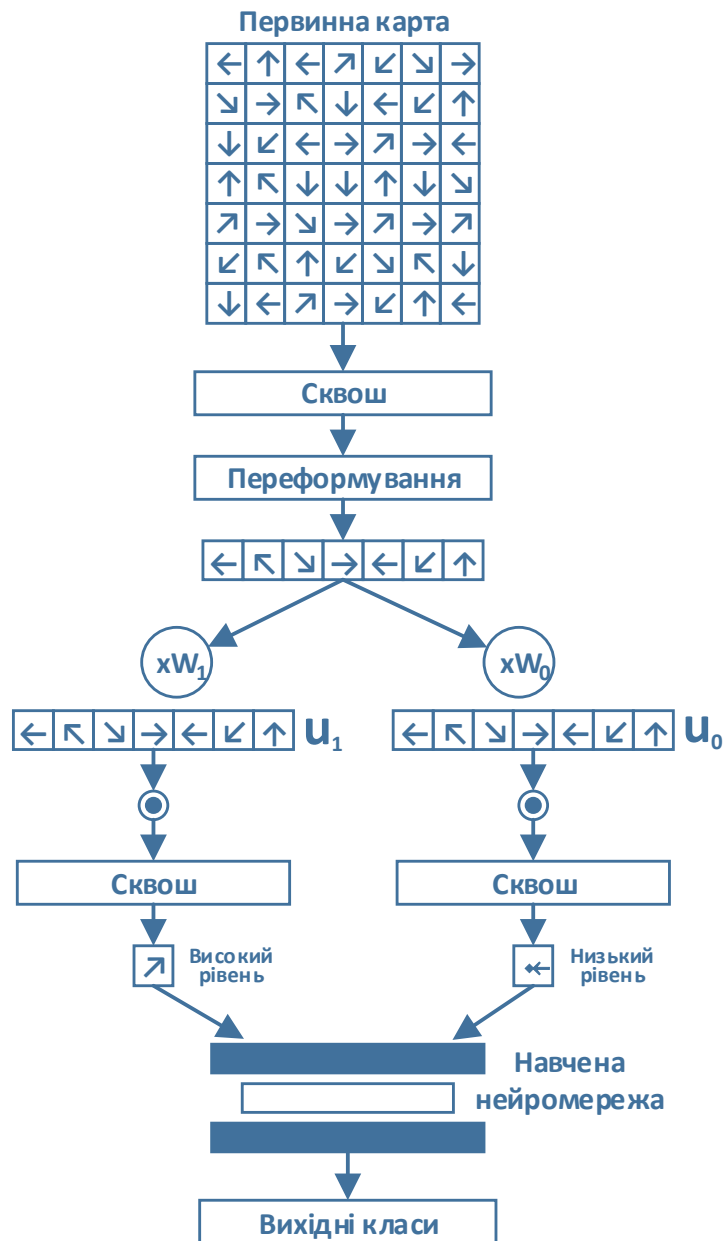 Первинна карта
Сквош
Переформування
xW₁
xW₀
u₁
u₀
Сквош
Сквош
Високий
рівень
Низький
рівень
Навчена
нейромережа
Вихідні класи